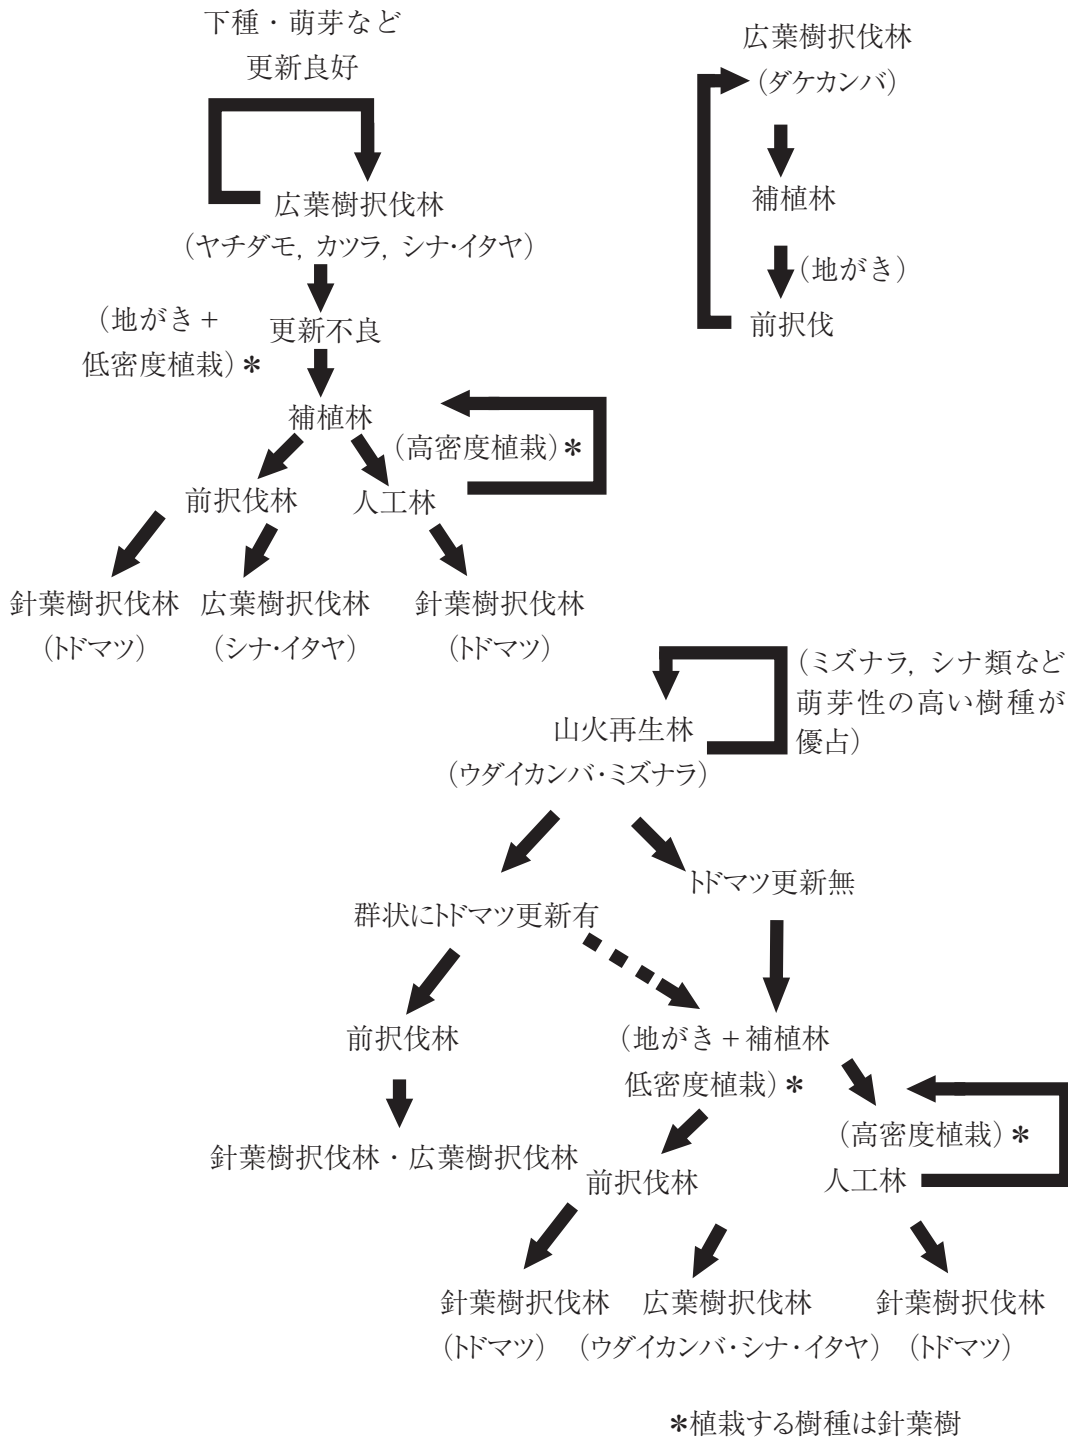 下種・萌芽など
更新良好
広葉樹択伐林
（ヤチダモ，カツラ，シナ・イタヤ）
（地がき＋
更新不良
低密度植栽）＊
補植林
（高密度植栽）＊
前択伐林
人工林
針葉樹択伐林
（トドマツ）
広葉樹択伐林
（シナ・イタヤ）
針葉樹択伐林
（トドマツ）
広葉樹択伐林
（ダケカンバ）
補植林
（地がき）
前択伐
（ミズナラ，シナ類など
萌芽性の高い樹種が
優占）
山火再生林
（ウダイカンバ・ミズナラ）
トドマツ更新無
群状にトドマツ更新有
前択伐林
針葉樹択伐林・広葉樹択伐林
（地がき＋補植林
低密度植栽）＊
（高密度植栽）＊
前択伐林
人工林
針葉樹択伐林
（トドマツ）
広葉樹択伐林
（ウダイカンバ・シナ・イタヤ）
針葉樹択伐林
（トドマツ）
＊植栽する樹種は針葉樹